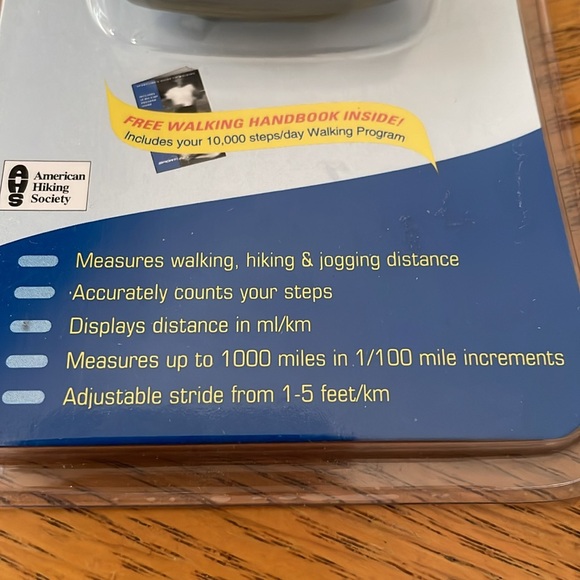 FREE WALKING HANDBOOK INSIDE!
Includes your 10,000 steps/day Walking Program
AHS
American
Hiking
Society
Measures walking, hiking & jogging distance
Accurately counts your steps
Displays distance in ml/km
Measures up to 1000 miles in 1/100 mile increments
Adjustable stride from 1-5 feet/km